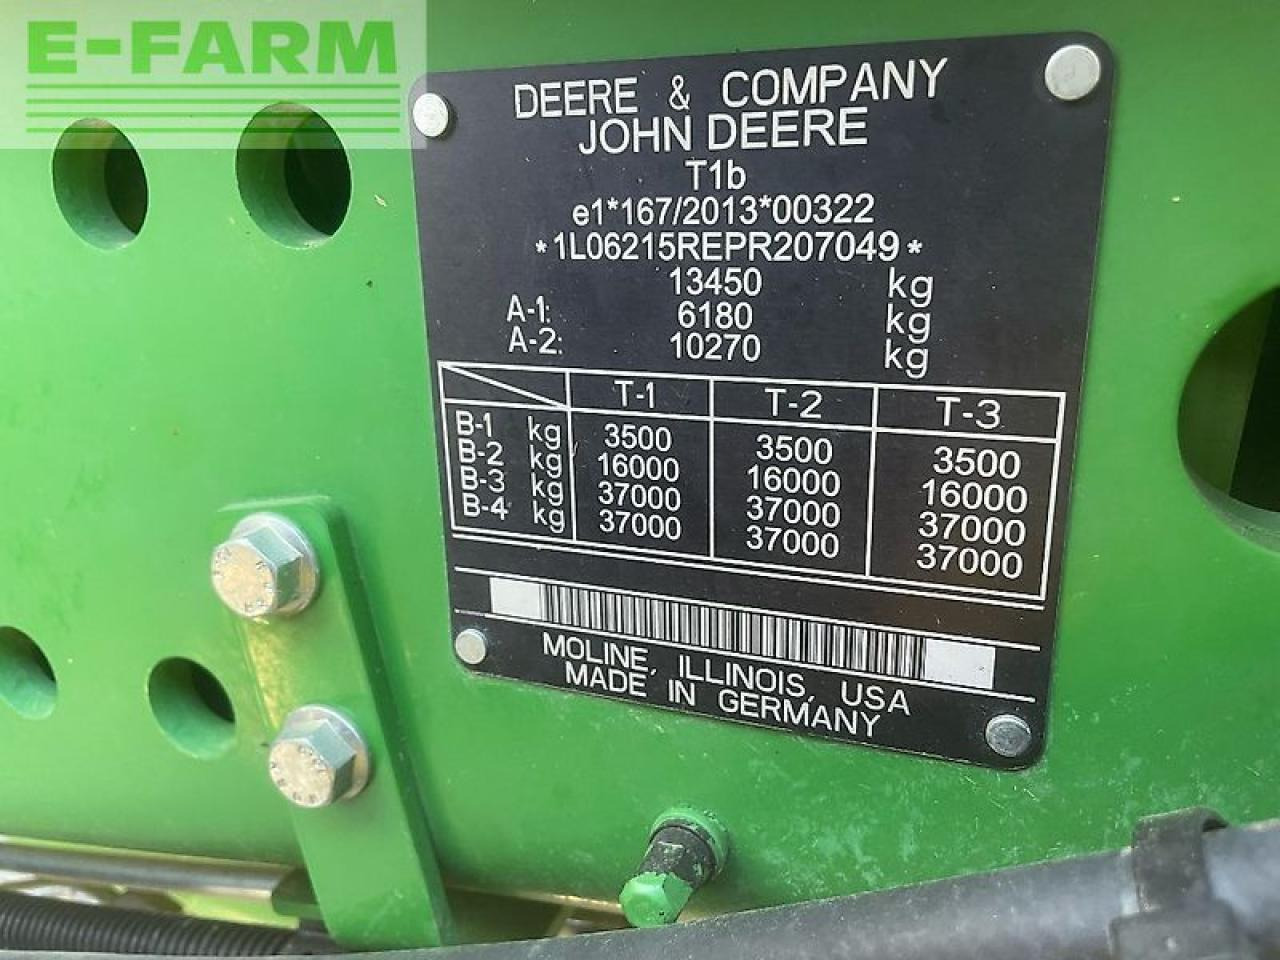 E-FARM
DEERE & COMPANY
JOHN DEERE
T1b
e1*167/2013*00322
*1L06215REPR207049*
13450 kg
A-1: 6180 kg
A-2: 10270 kg
T-1 T-2 T-3
B-1 kg 3500 3500 3500
B-2 kg 16000 16000 16000
B-3 kg 37000 37000 37000
B-4 kg 37000 37000 37000
MOLINE, ILLINOIS, USA
MADE IN GERMANY